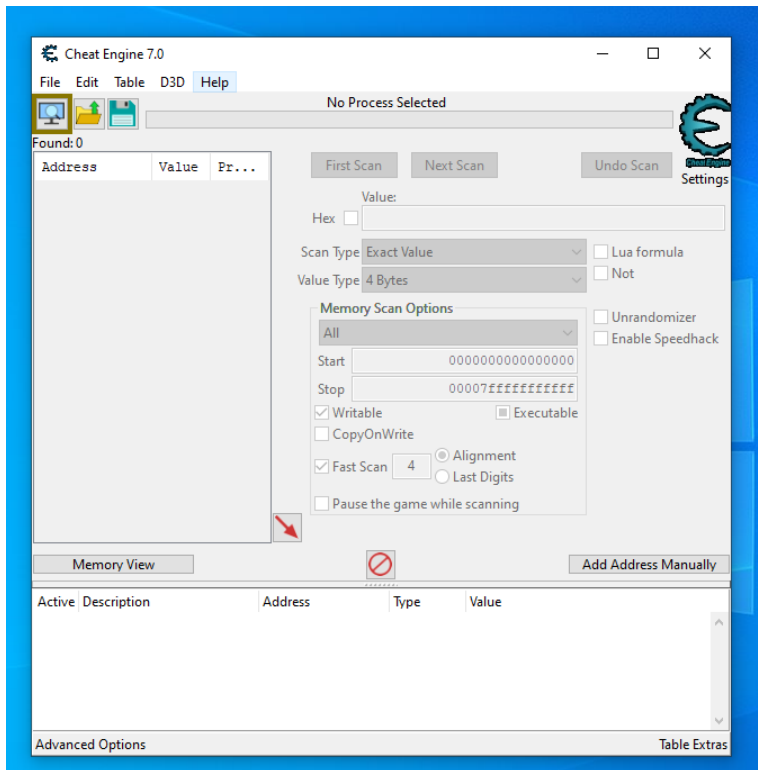 Cheat Engine 7.0
File Edit Table D3D Help
No Process Selected
Found: 0
Address Value Pr...
First Scan Next Scan Undo Scan
Cheat Engine
Settings
Value:
Hex
Scan Type Exact Value
Lua formula
Value Type 4 Bytes
Not
Memory Scan Options
All
Unrandomizer
Enable Speedhack
Start 0000000000000000
Stop 00007fffffffffff
Writable Executable
CopyOnWrite
Fast Scan 4 Alignment
Last Digits
Pause the game while scanning
Memory View Add Address Manually
Active Description Address Type Value
Advanced Options Table Extras